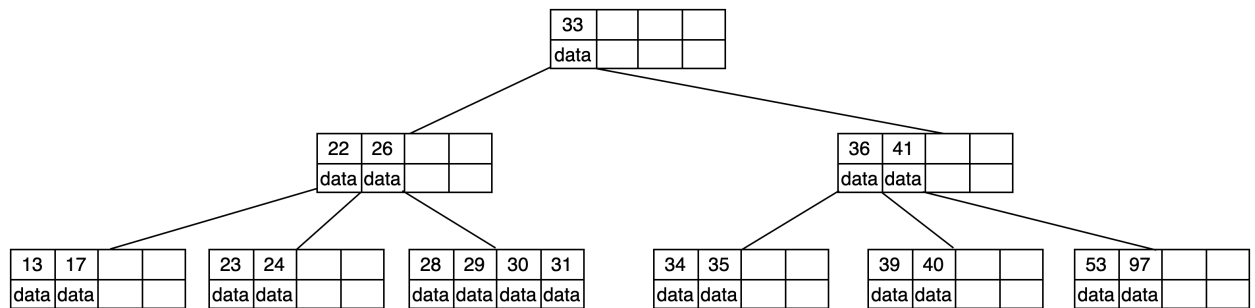 33
data
22 26
data data
36 41
data data
13 17
data data
23 24
data data
28 29 30 31
data data data data
34 35
data data
39 40
data data
53 97
data data